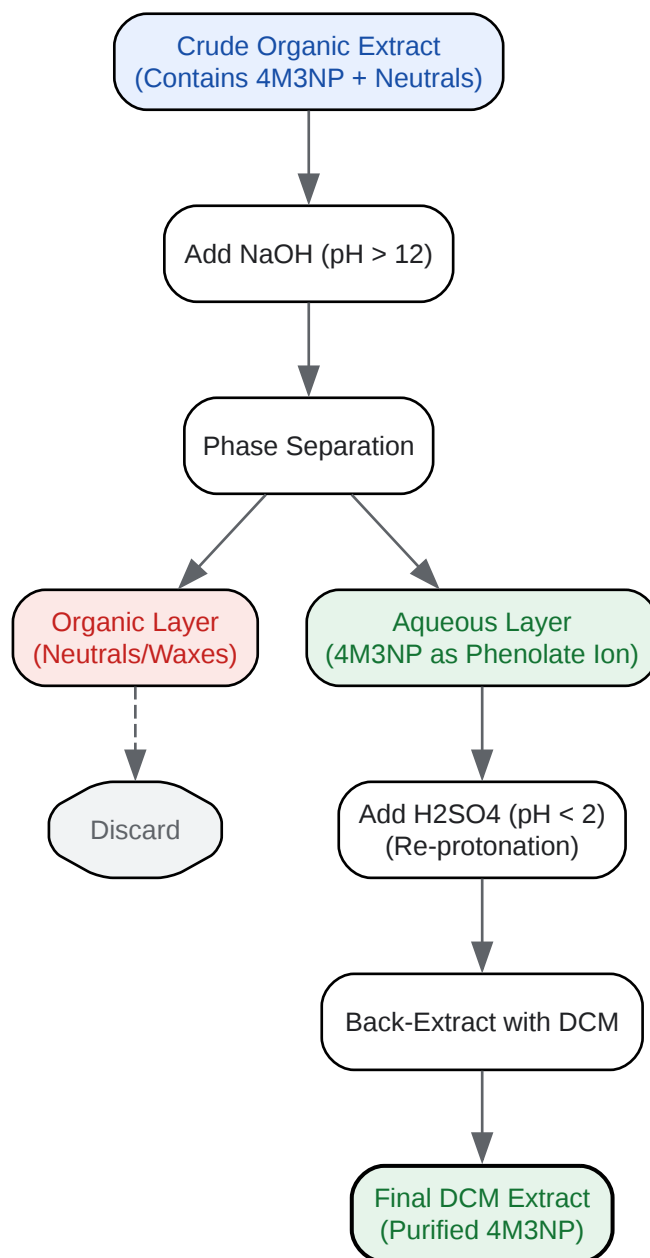 Crude Organic Extract
(Contains 4M3NP + Neutrals)
Add NaOH (pH > 12)
Phase Separation
Organic Layer
(Neutrals/Waxes)
Aqueous Layer
(4M3NP as Phenolate Ion)
Discard
Add H2SO4 (pH < 2)
(Re-protonation)
Back-Extract with DCM
Final DCM Extract
(Purified 4M3NP)